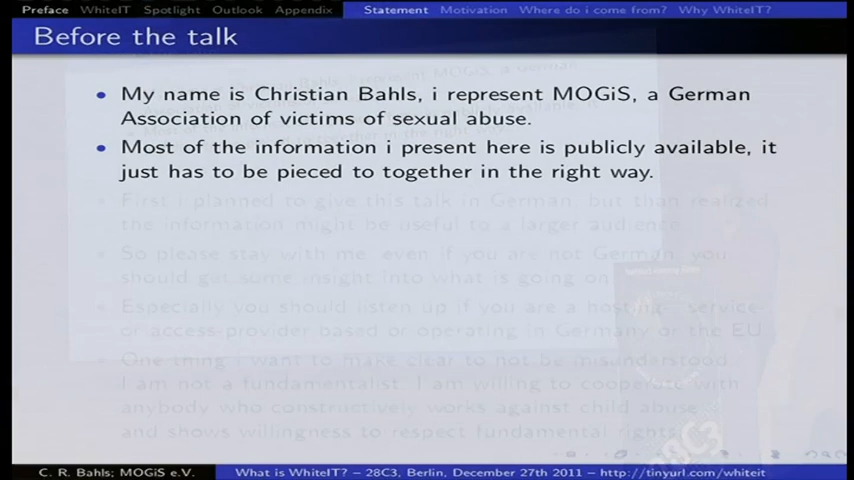 Preface WhiteIT Spotlight Outlook Appendix Statement Motivation Where do i come from? Why WhiteIT?
Before the talk
• My name is Christian Bahls, i represent MOGiS, a German
Association of victims of sexual abuse.
• Most of the information i present here is publicly available, it
just has to be pieced to together in the right way.
• First i planned to give this talk in German, but than realized
the information might be useful to a larger audience
• So please stay with me, even if you are not German, you
should get some insight into what is going on
• Especially you should listen up if you are a hosting-, service-
or access-provider based or operating in Germany or the EU
• One thing i want to make clear to not be misunderstood
I am not a fundamentalist. I am willing to cooperate with
anybody who constructively works against child abuse
and shows willingness to respect fundamental rights
C. R. Bahls; MOGiS e.V. What is WhiteIT? – 28C3, Berlin, December 27th 2011 – http://tinyurl.com/whiteit